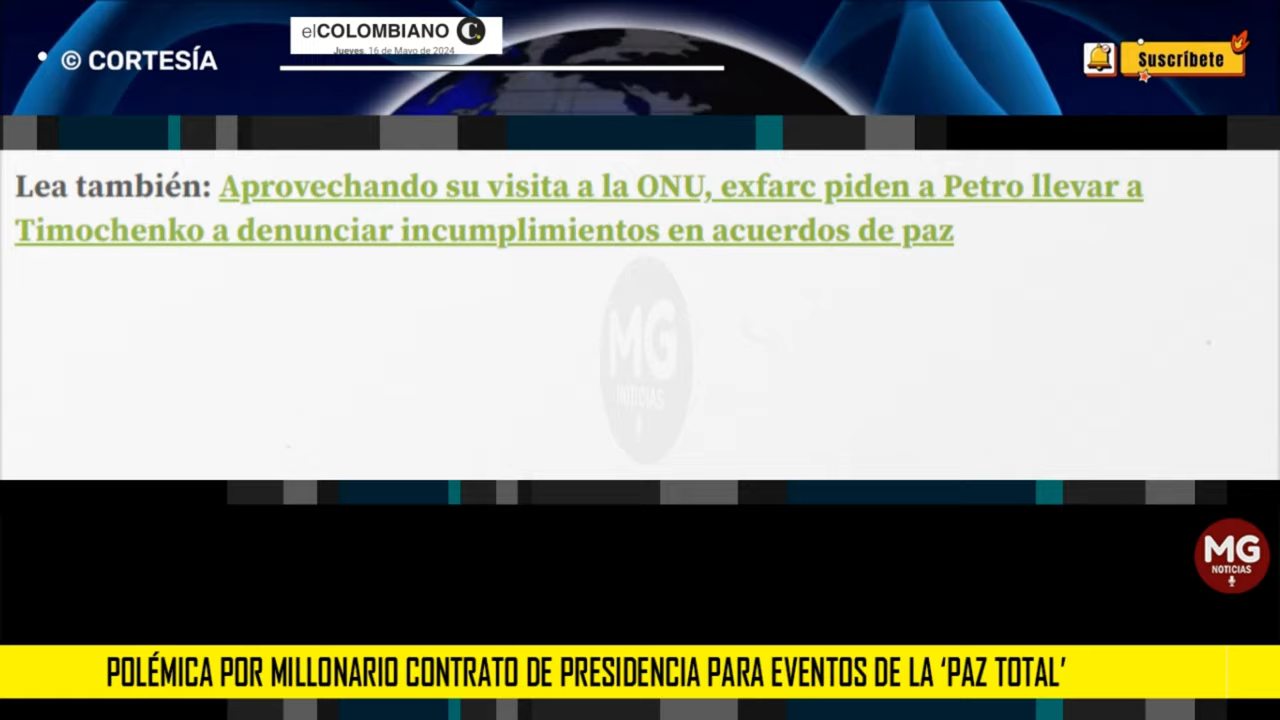 elCOLOMBIANO C.
Jueves, 16 de Mayo de 2024
© CORTESÍA
Suscríbete
Lea también: Aprovechando su visita a la ONU, exfarc piden a Petro llevar a
Timochenko a denunciar incumplimientos en acuerdos de paz
MG
NOTICIAS
MG
NOTICIAS
POLÉMICA POR MILLONARIO CONTRATO DE PRESIDENCIA PARA EVENTOS DE LA ‘PAZ TOTAL’